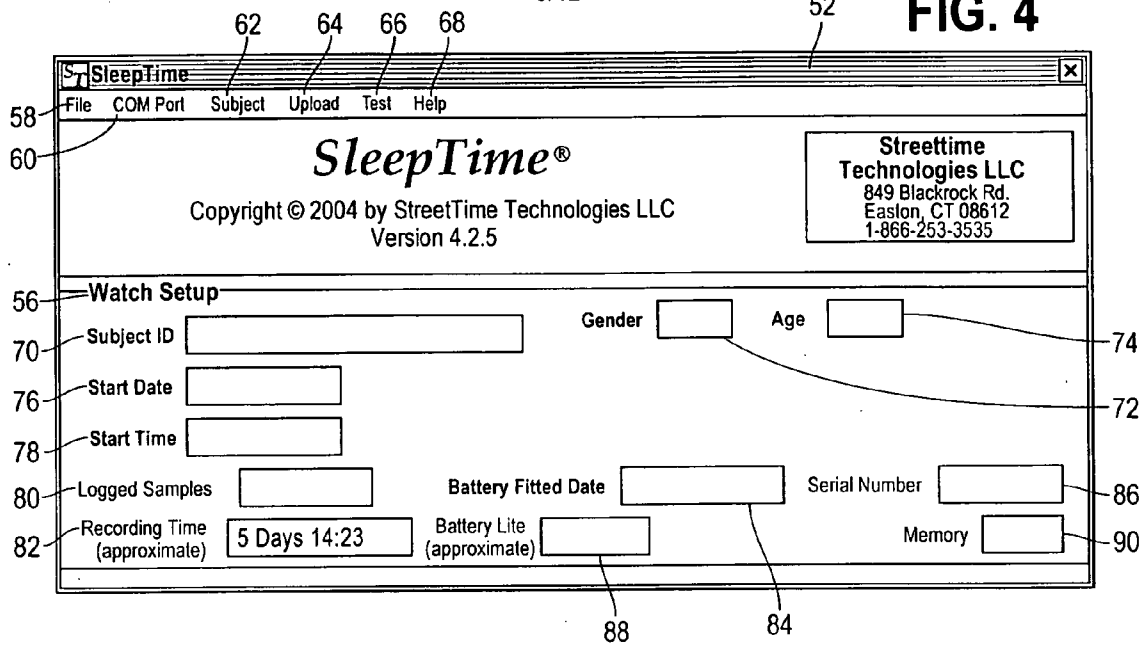 FIG. 4
62 64 66 68 52
ST SleepTime
58 File COM Port Subject Upload Test Help
60
SleepTime®
Copyright © 2004 by StreetTime Technologies LLC
Version 4.2.5
Streettime
Technologies LLC
849 Blackrock Rd.
Easlon, CT 08612
1-866-253-3535
56 Watch Setup
70 Subject ID Gender Age 74
76 Start Date 72
78 Start Time
80 Logged Samples Battery Fitted Date Serial Number 86
82 Recording Time (approximate) 5 Days 14:23 Battery Lite (approximate) Memory 90
88 84